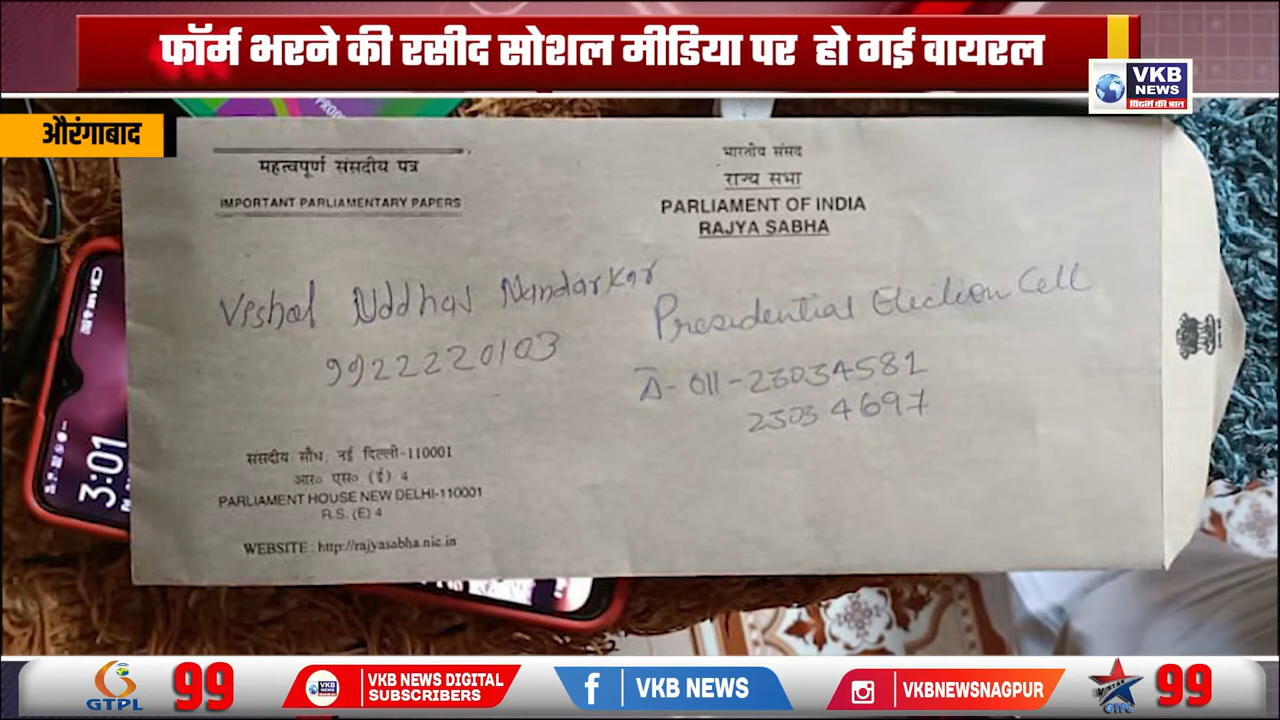 फॉर्म भरने की रसीद सोशल मीडिया पर हो गई वायरल
VKB
NEWS
विदर्भ की बात
औरंगाबाद
महत्वपूर्ण संसदीय पत्र
IMPORTANT PARLIAMENTARY PAPERS
भारतीय संसद
राज्य सभा
PARLIAMENT OF INDIA
RAJYA SABHA
Vishal Uddhav Nandarkar
9922220103
Presidential Election Cell
011-23034581
23034697
संसदीय सौध, नई दिल्ली-110001
आर० एस० (ई) 4
PARLIAMENT HOUSE NEW DELHI-110001
R.S. (E) 4
WEBSITE : http://rajyasabha.nic.in
3:01
GTPL
99
VKB NEWS DIGITAL
SUBSCRIBERS
VKB NEWS
VKBNEWSNAGPUR
V STAR
GTPL
99